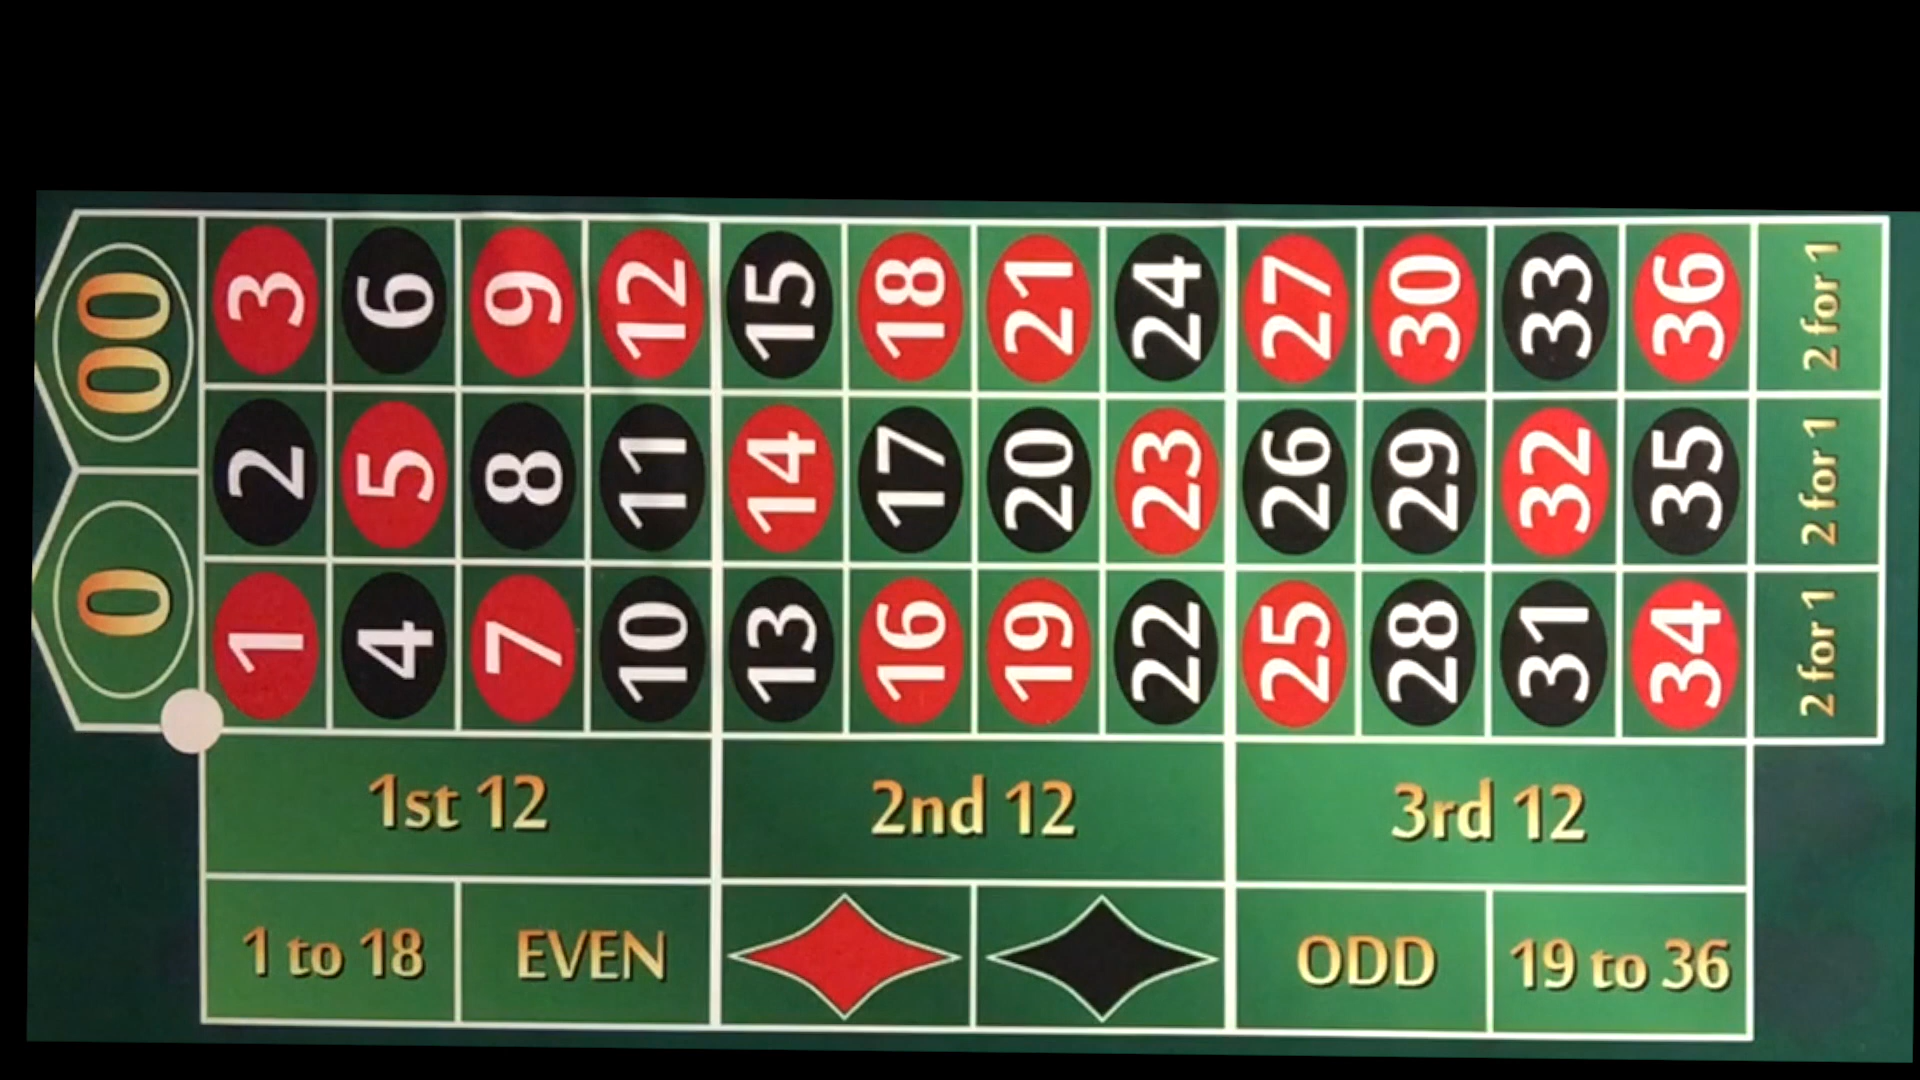 00 3 6 9 12 15 18 21 24 27 30 33 36 2 for 1
2 5 8 11 14 17 20 23 26 29 32 35 2 for 1
0 1 4 7 10 13 16 19 22 25 28 31 34 2 for 1
1st 12 2nd 12 3rd 12
1 to 18 EVEN ODD 19 to 36